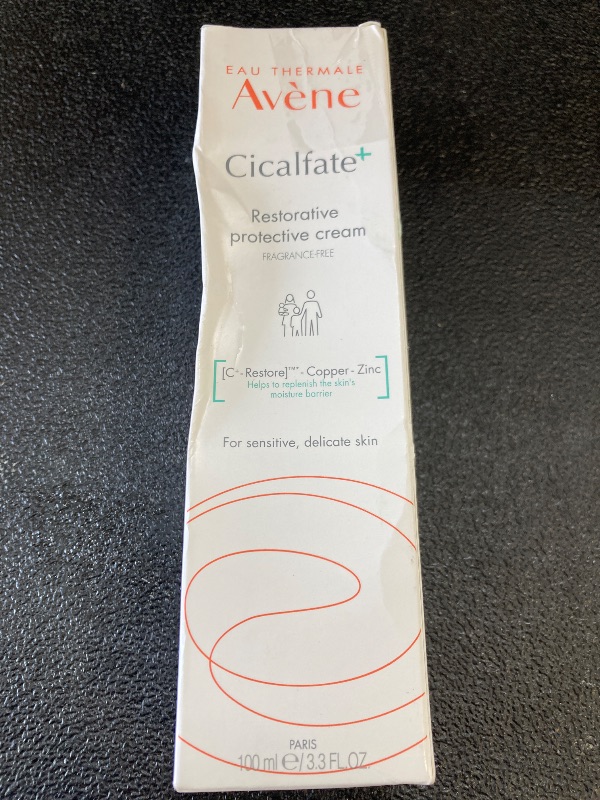 EAU THERMALE
Avène
Cicalfate+
Restorative
protective cream
FRAGRANCE-FREE
[C+-Restore]™* - Copper - Zinc
Helps to replenish the skin's
moisture barrier
For sensitive, delicate skin
PARIS
100 ml ℮/3.3 FL.OZ.